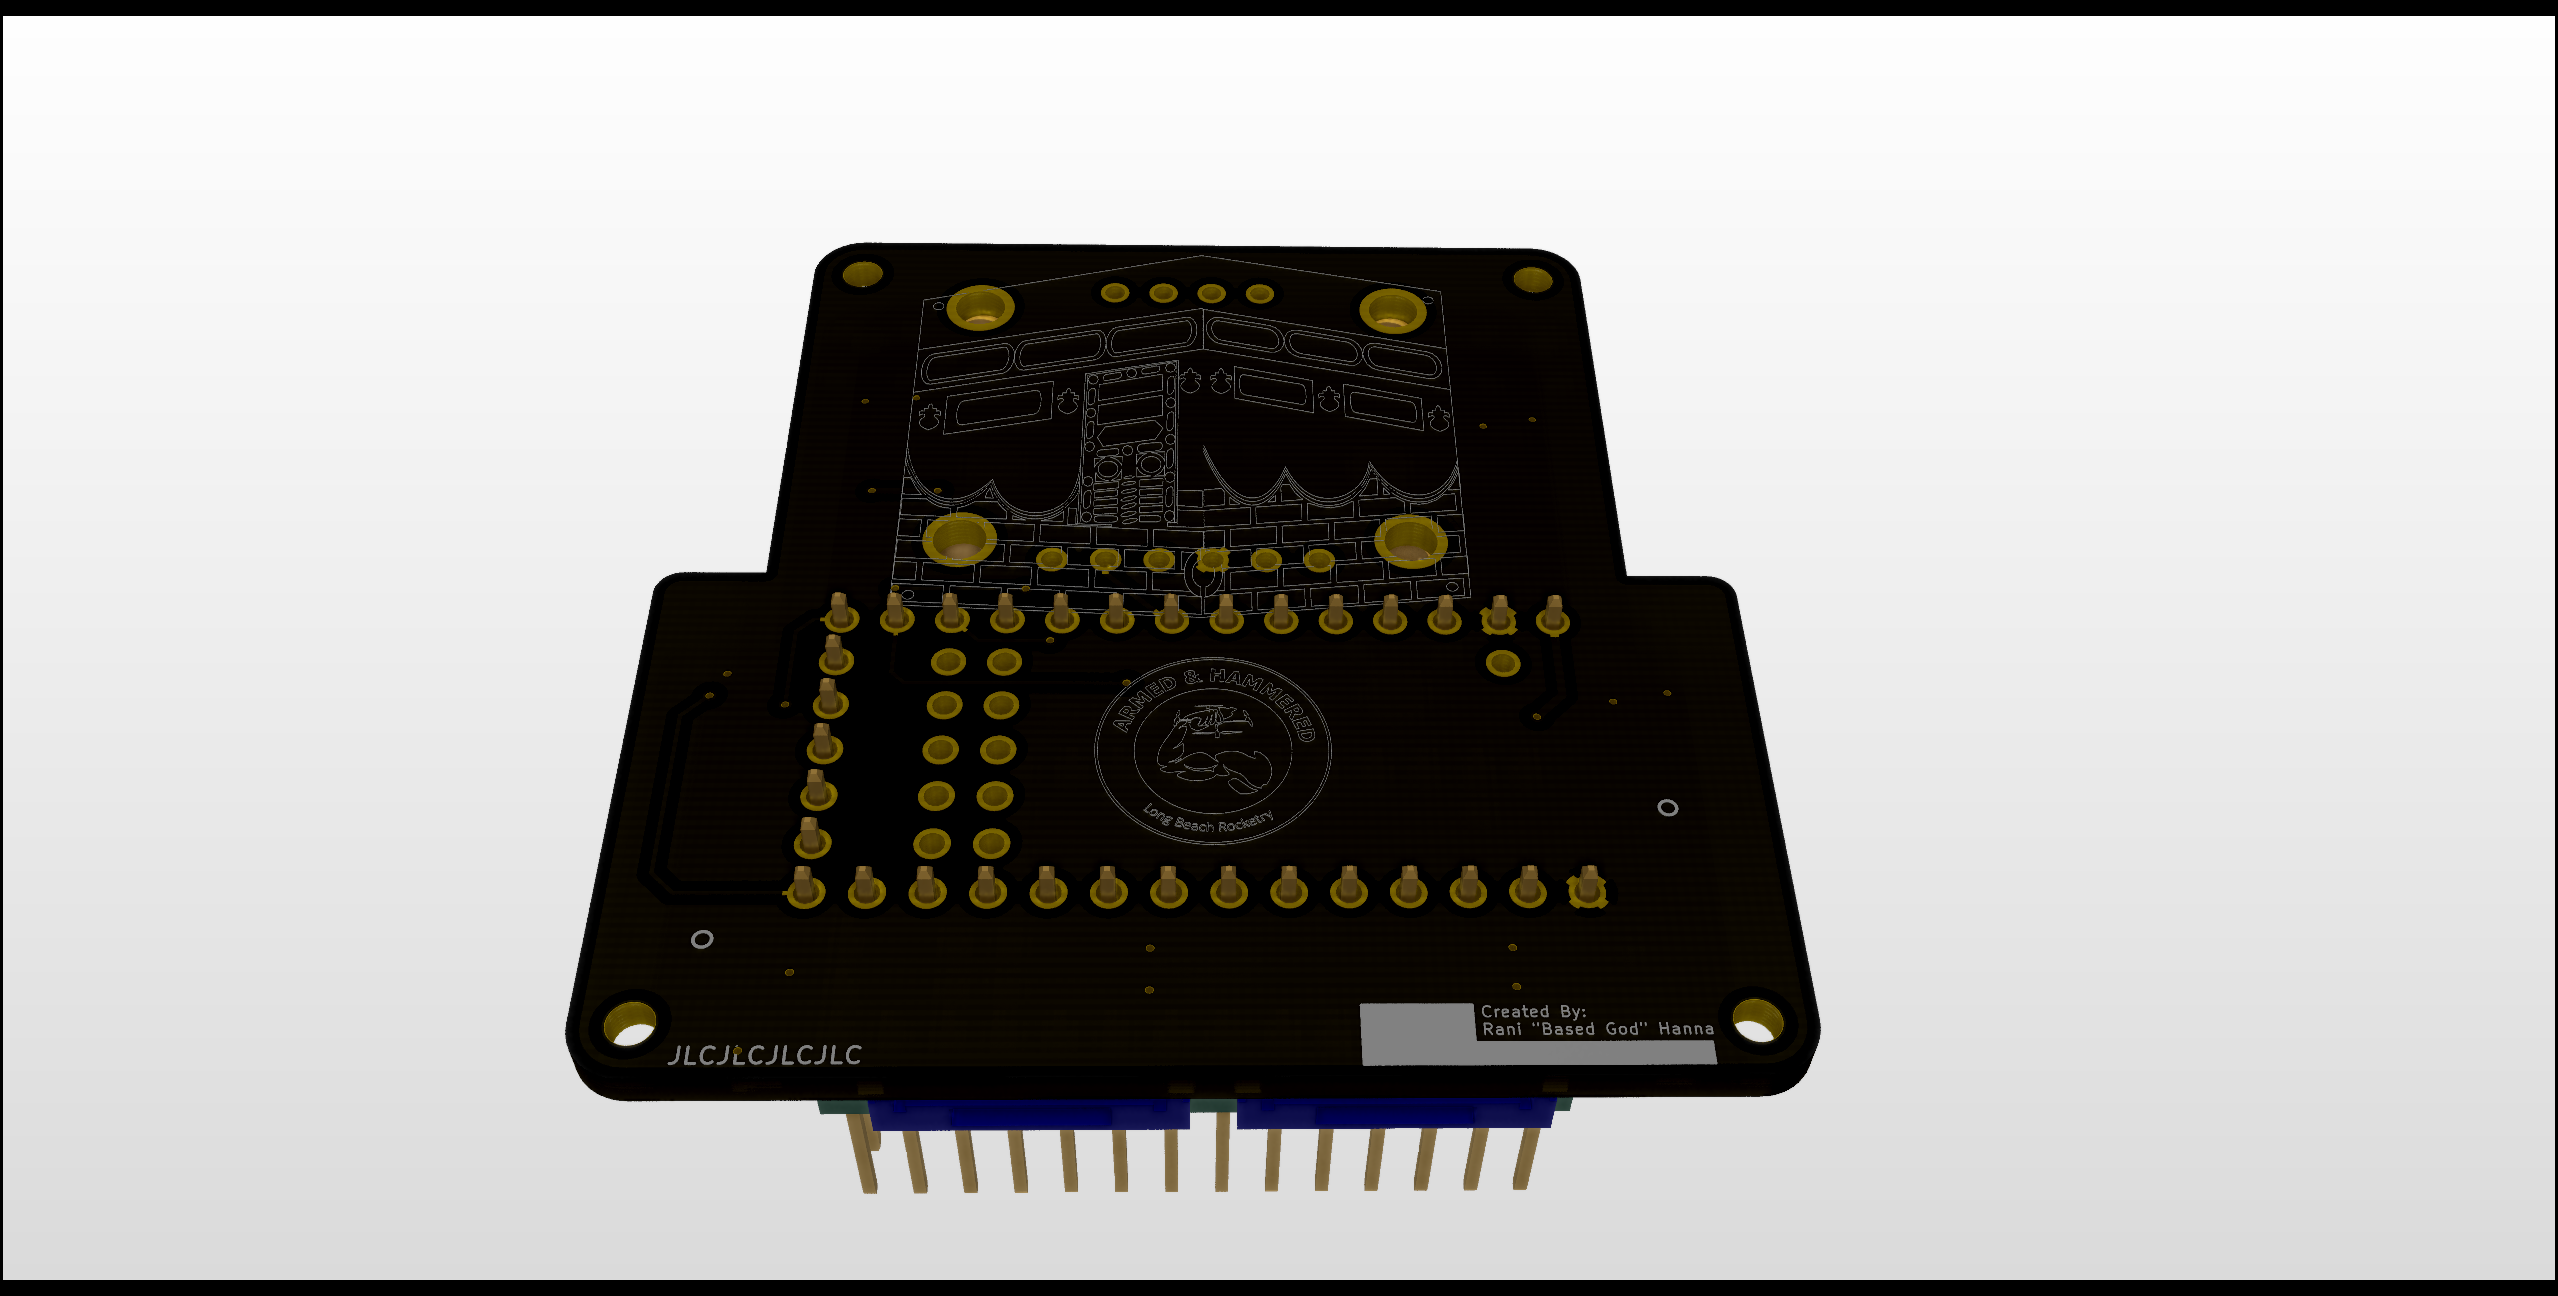 ARMED & HAMMERED
Long Beach Rocketry
Created By:
Rani "Based God" Hanna
JLCJLCJLCJLC